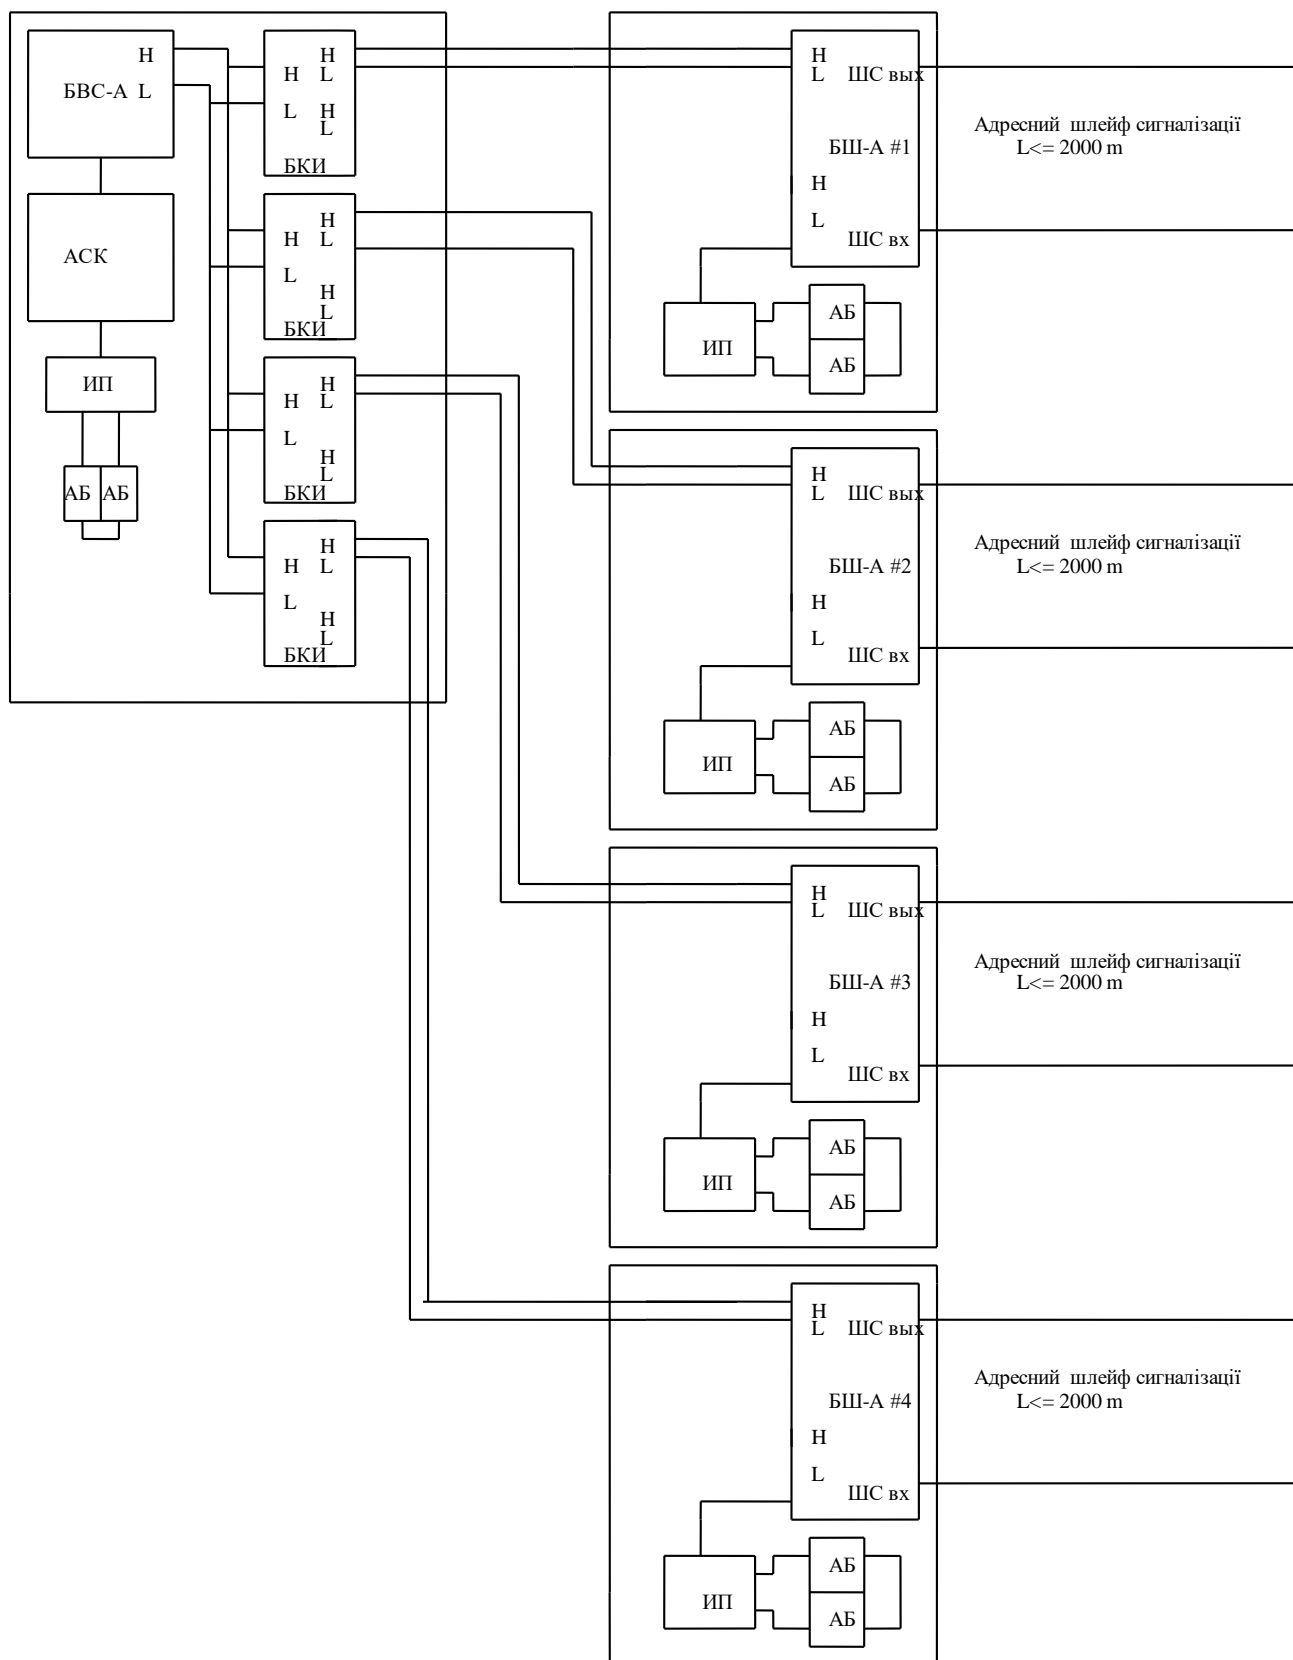 БВС-А
H
L
АСК
ИП
АБ
АБ
H
L
H
L
H
L
БКИ
H
L
H
L
H
L
БКИ
H
L
H
L
H
L
БКИ
H
L
H
L
H
L
БКИ
H
L
ШС вых
БШ-А #1
H
L
ШС вх
ИП
АБ
АБ
Адресний шлейф сигналізації
L<= 2000 m
H
L
ШС вых
БШ-А #2
H
L
ШС вх
ИП
АБ
АБ
Адресний шлейф сигналізації
L<= 2000 m
H
L
ШС вых
БШ-А #3
H
L
ШС вх
ИП
АБ
АБ
Адресний шлейф сигналізації
L<= 2000 m
H
L
ШС вых
БШ-А #4
H
L
ШС вх
ИП
АБ
АБ
Адресний шлейф сигналізації
L<= 2000 m